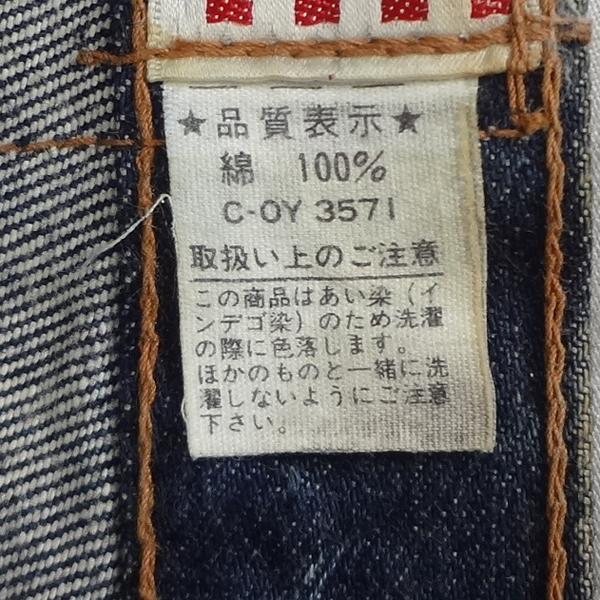 ★品質表示★
綿 100%
C-OY 3571
取扱い上のご注意
この商品はあい染（イ
ンデゴ染）のため洗濯
の際に色落します。
ほかのものと一緒に洗
濯しないようにご注意
下さい。